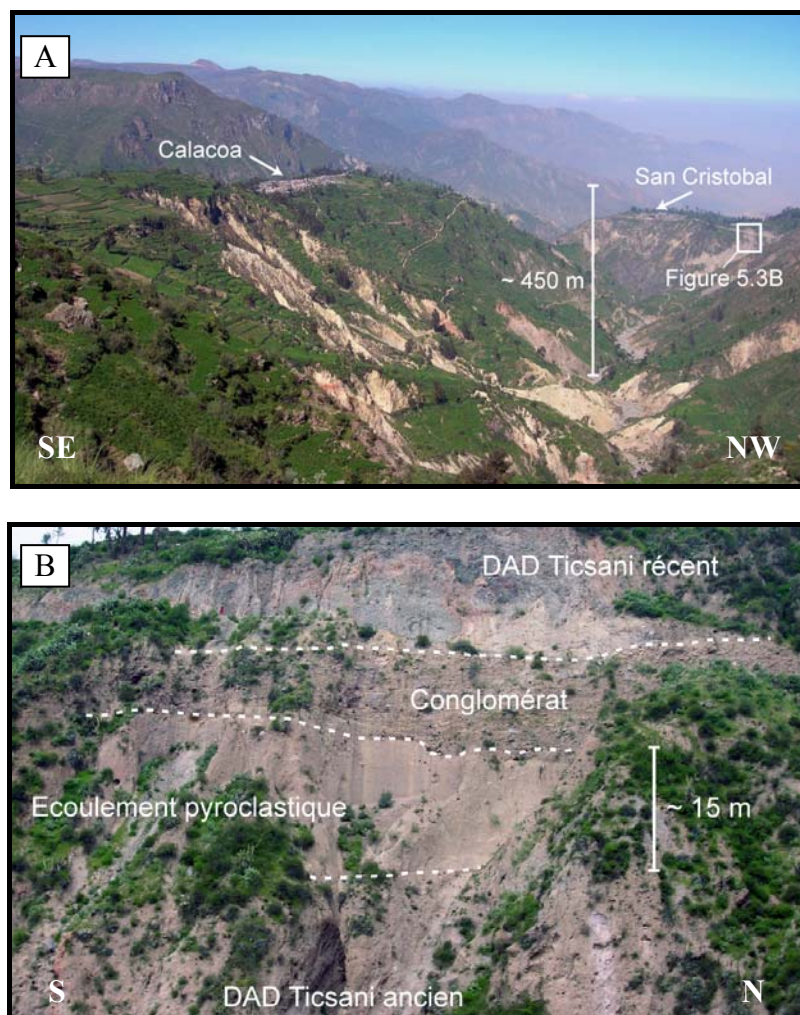 A
Calacoa
San Cristobal
~ 450 m
Figure 5.3B
SE
NW
B
DAD Ticsani récent
Conglomérat
Ecoulement pyroclastique
~ 15 m
S
DAD Ticsani ancien
N